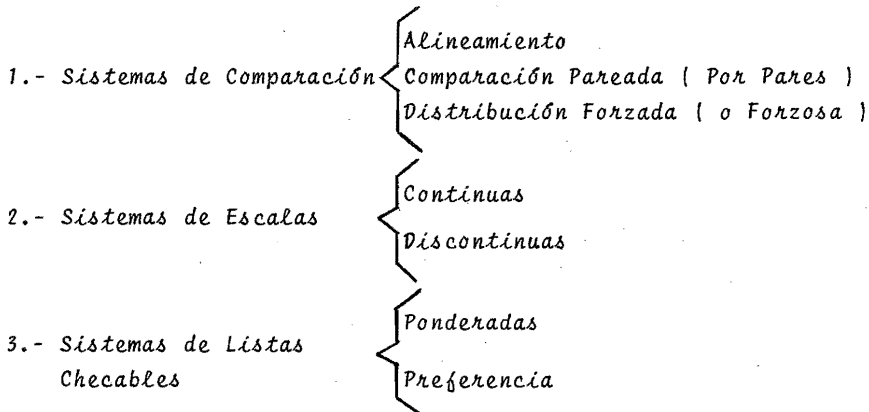 Alineamiento
1.- Sistemas de Comparación Comparación Pareada ( Por Pares )
Distribución Forzada ( o Forzosa )
Continuas
2.- Sistemas de Escalas
Discontinuas
Ponderadas
3.- Sistemas de Listas
Checables
Preferencia